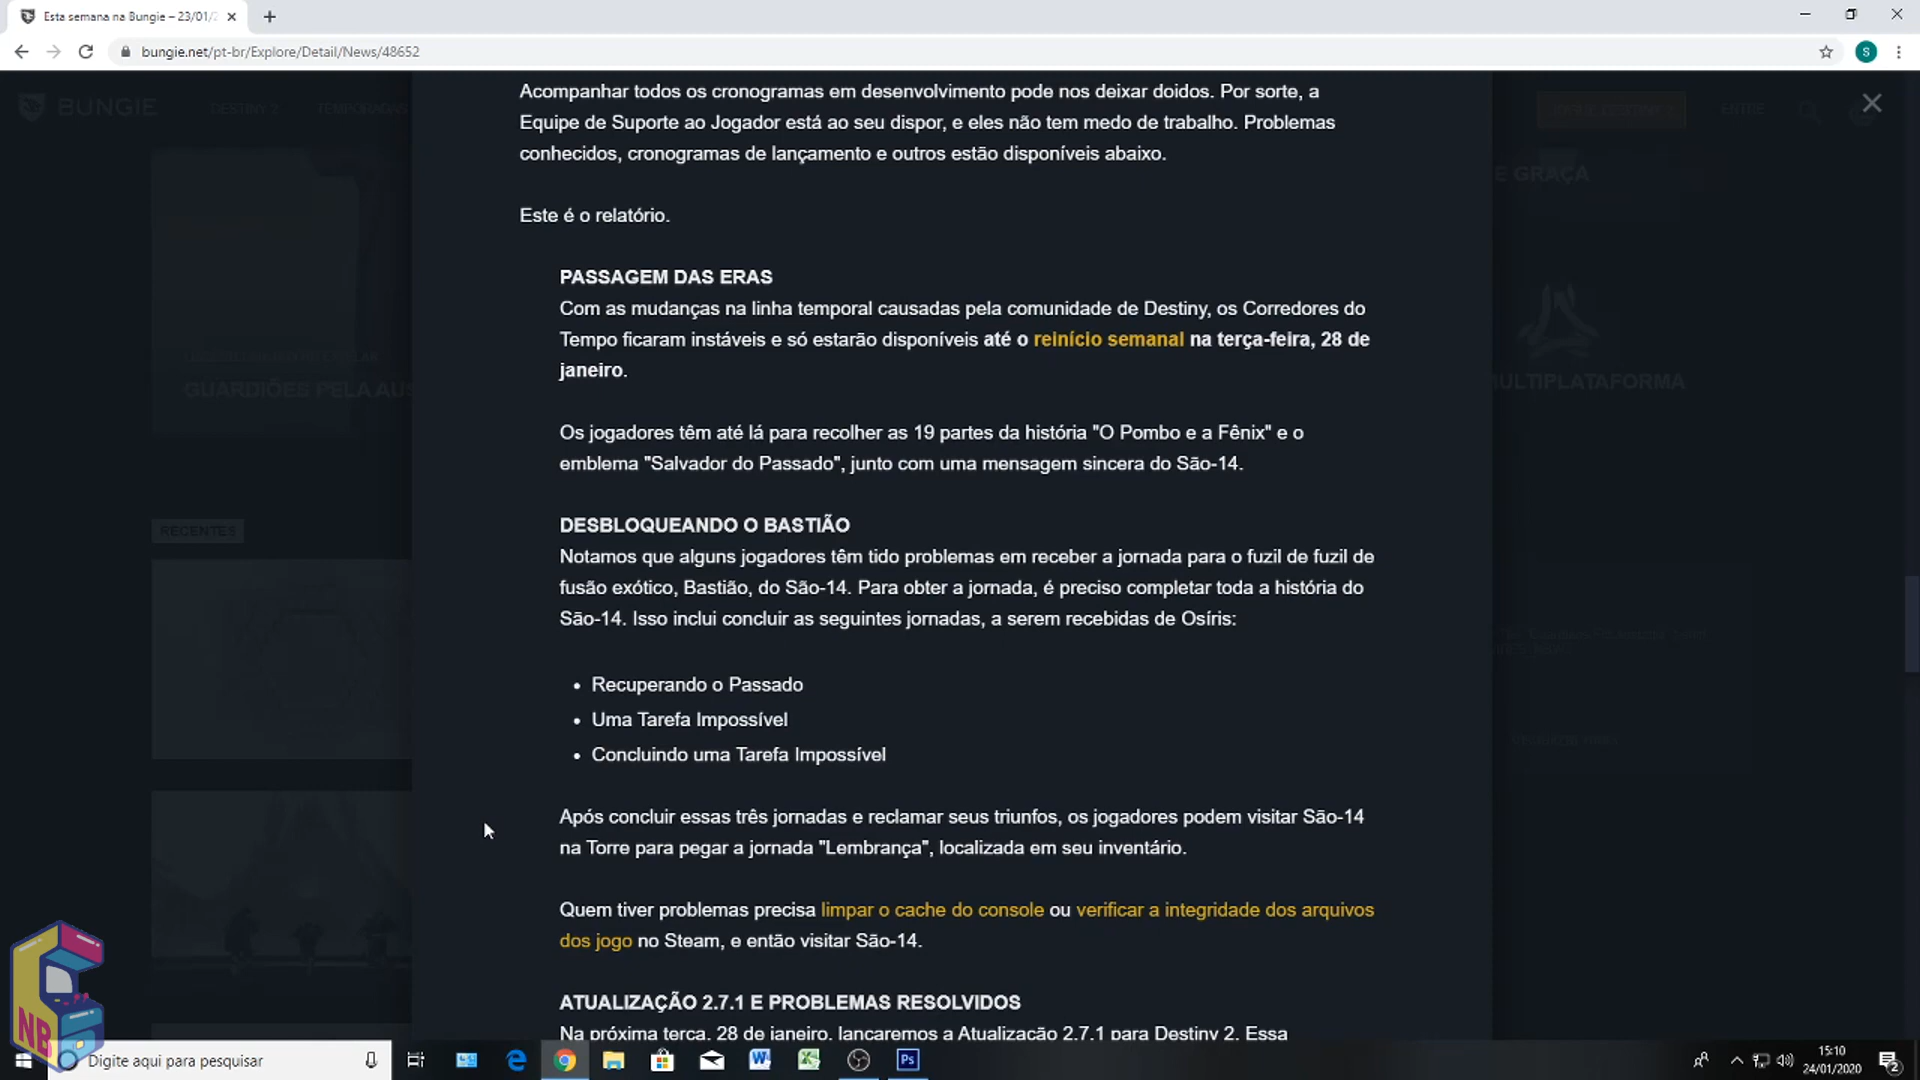 Esta semana na Bungie – 23/01/2
bungie.net/pt-br/Explore/Detail/News/48652
S
BUNGIE
DESTINY 2
TEMPORADAS
ENTRE
Acompanhar todos os cronogramas em desenvolvimento pode nos deixar doidos. Por sorte, a
Equipe de Suporte ao Jogador está ao seu dispor, e eles não tem medo de trabalho. Problemas
conhecidos, cronogramas de lançamento e outros estão disponíveis abaixo.
E GRAÇA
Este é o relatório.
PASSAGEM DAS ERAS
Com as mudanças na linha temporal causadas pela comunidade de Destiny, os Corredores do
Tempo ficaram instáveis e só estarão disponíveis até o reinício semanal na terça-feira, 28 de
janeiro.
GUARDIÕES PELA AUS
ULTIPLATAFORMA
Os jogadores têm até lá para recolher as 19 partes da história "O Pombo e a Fênix" e o
emblema "Salvador do Passado", junto com uma mensagem sincera do São-14.
RECENTES
DESBLOQUEANDO O BASTIÃO
Notamos que alguns jogadores têm tido problemas em receber a jornada para o fuzil de fuzil de
fusão exótico, Bastião, do São-14. Para obter a jornada, é preciso completar toda a história do
São-14. Isso inclui concluir as seguintes jornadas, a serem recebidas de Osíris:
• Recuperando o Passado
• Uma Tarefa Impossível
• Concluindo uma Tarefa Impossível
Após concluir essas três jornadas e reclamar seus triunfos, os jogadores podem visitar São-14
na Torre para pegar a jornada "Lembrança", localizada em seu inventário.
Quem tiver problemas precisa limpar o cache do console ou verificar a integridade dos arquivos
dos jogo no Steam, e então visitar São-14.
ATUALIZAÇÃO 2.7.1 E PROBLEMAS RESOLVIDOS
Na próxima terça, 28 de janeiro, lançaremos a Atualização 2.7.1 para Destiny 2. Essa
NB
Digite aqui para pesquisar
Ps
15:10
24/01/2020
2